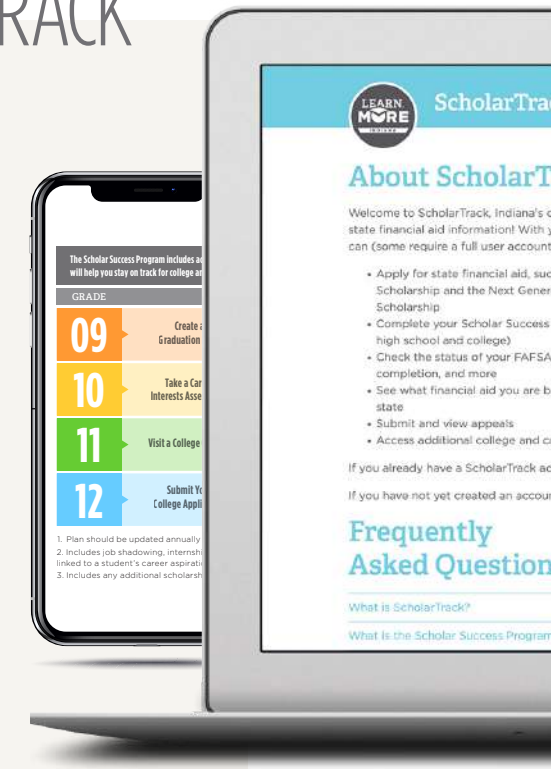 RACK
The Scholar Success Program includes a
will help you stay on track for college a
GRADE
09
Create a
Graduation
10
Take a Car
Interests Asse
11
Visit a College
12
Submit Yo
College Appli
1. Plan should be updated annually
2. Includes job shadowing, internshi
linked to a student's career aspirati
3. Includes any additional scholarsh
LEARN
MORE
INDIANA
ScholarTrac
About ScholarT
Welcome to ScholarTrack, Indiana's o
state financial aid information! With y
can (some require a full user account
• Apply for state financial aid, suc
Scholarship and the Next Gener
Scholarship
• Complete your Scholar Success
high school and college)
• Check the status of your FAFSA
completion, and more
• See what financial aid you are b
state
• Submit and view appeals
• Access additional college and ca
If you already have a ScholarTrack ac
If you have not yet created an accoun
Frequently
Asked Question
What is ScholarTrack?
What is the Scholar Success Program